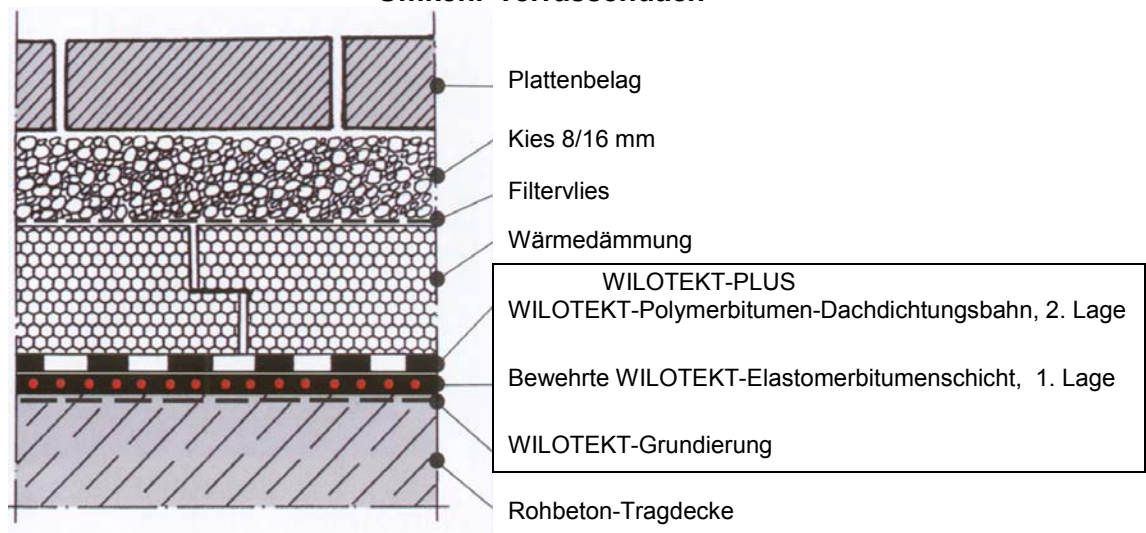 Plattenbelag
Kies 8/16 mm
Filtervlies
Wärmedämmung
WILOTEKT-PLUS
WILOTEKT-Polymerbitumen-Dachdichtungsbahn, 2. Lage
Bewehrte WILOTEKT-Elastomerbitumenschicht, 1. Lage
WILOTEKT-Grundierung
Rohbeton-Tragdecke